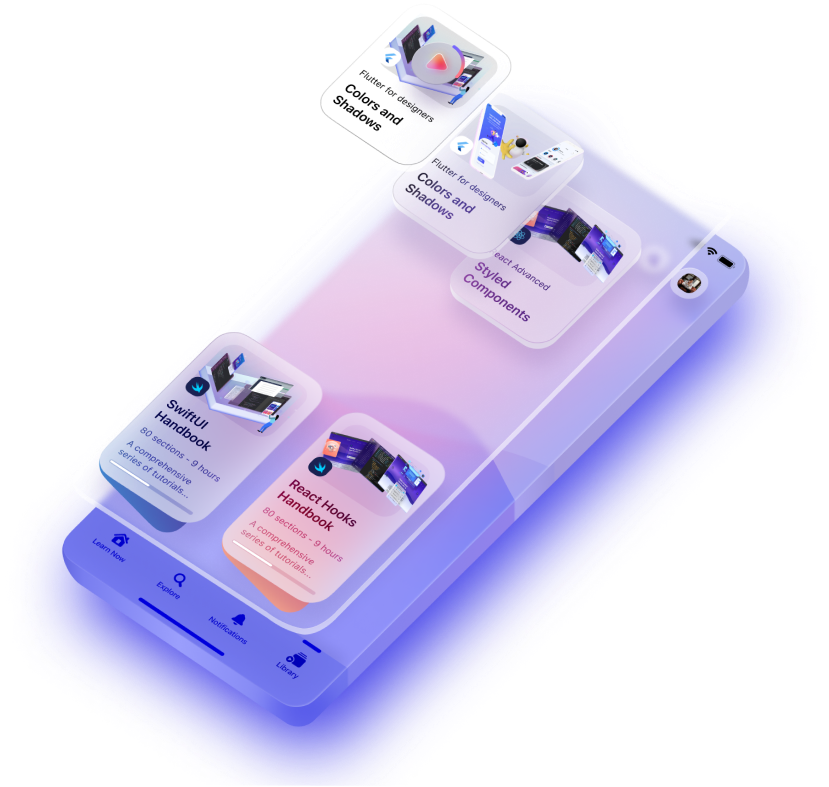 Flutter for designers
Colors and
Shadows
Flutter for designers
Colors and
Shadows
eact Advanced
Styled
Components
SwiftUI
Handbook
80 sections - 9 hours
A comprehensive
series of tutorials...
React Hooks
Handbook
80 sections - 9 hours
A comprehensive
series of tutorials...
Learn Now
Explore
Notifications
Library